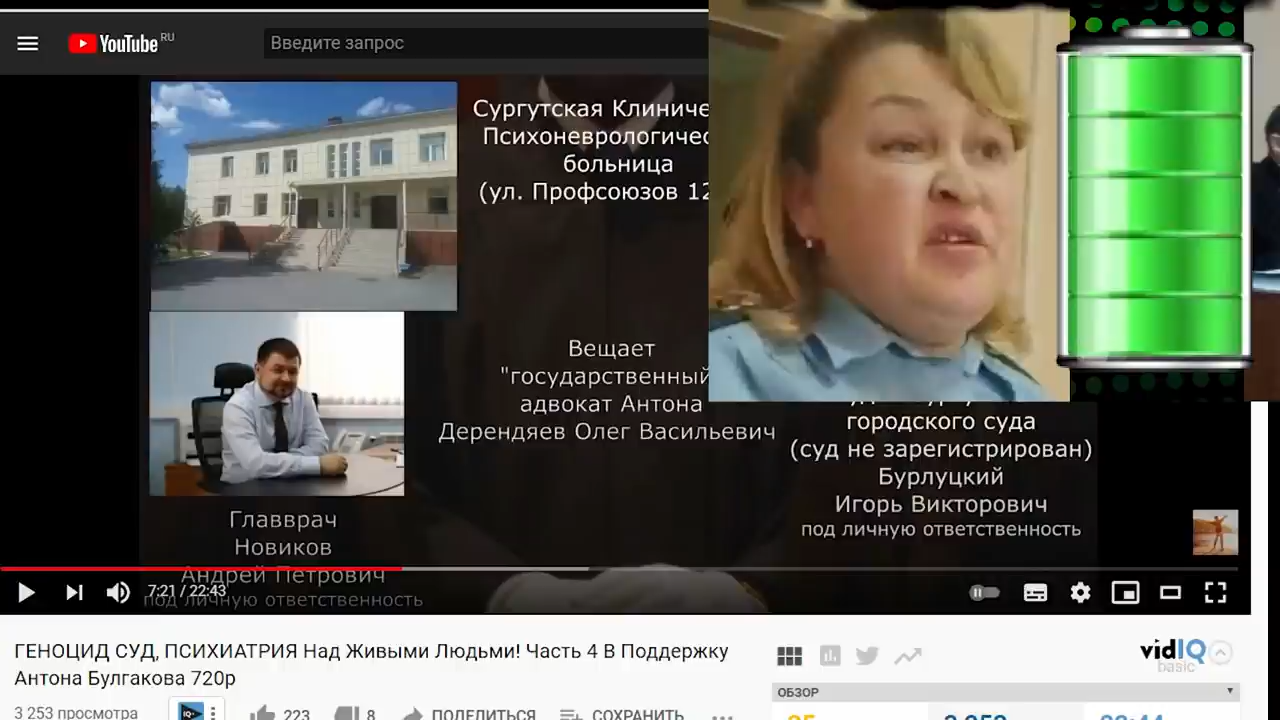 YouTube RU
Введите запрос
Сургутская
больница
(ул. Профсоюзов
Вещает
"государственный
адвокат Антона
Дерендяев Олег Васильевич
городского суда
(суд не зарегистрирован)
Бурлуцкий
Игорь Викторович
под личную ответственность
Главврач
Новиков
Андрей Петрович
под личную ответственность
7:21 / 22:43
ГЕНОЦИД СУД, ПСИХИАТРИЯ Над Живыми Людьми! Часть 4 В Поддержку
Антона Булгакова 720p
vidIQ
basic
ОБЗОР
3 253 просмотра
IQ+
223
8
ПОДЕЛИТЬСЯ
СОХРАНИТЬ